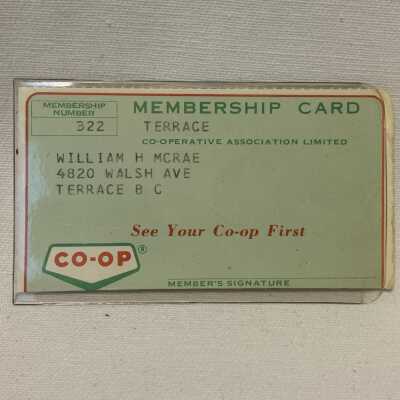 MEMBERSHIP NUMBER
MEMBERSHIP CARD
322 TERRACE
CO-OPERATIVE ASSOCIATION LIMITED
WILLIAM H MCRAE
4820 WALSH AVE
TERRACE B C
See Your Co-op First
CO-OP ®
MEMBER'S SIGNATURE